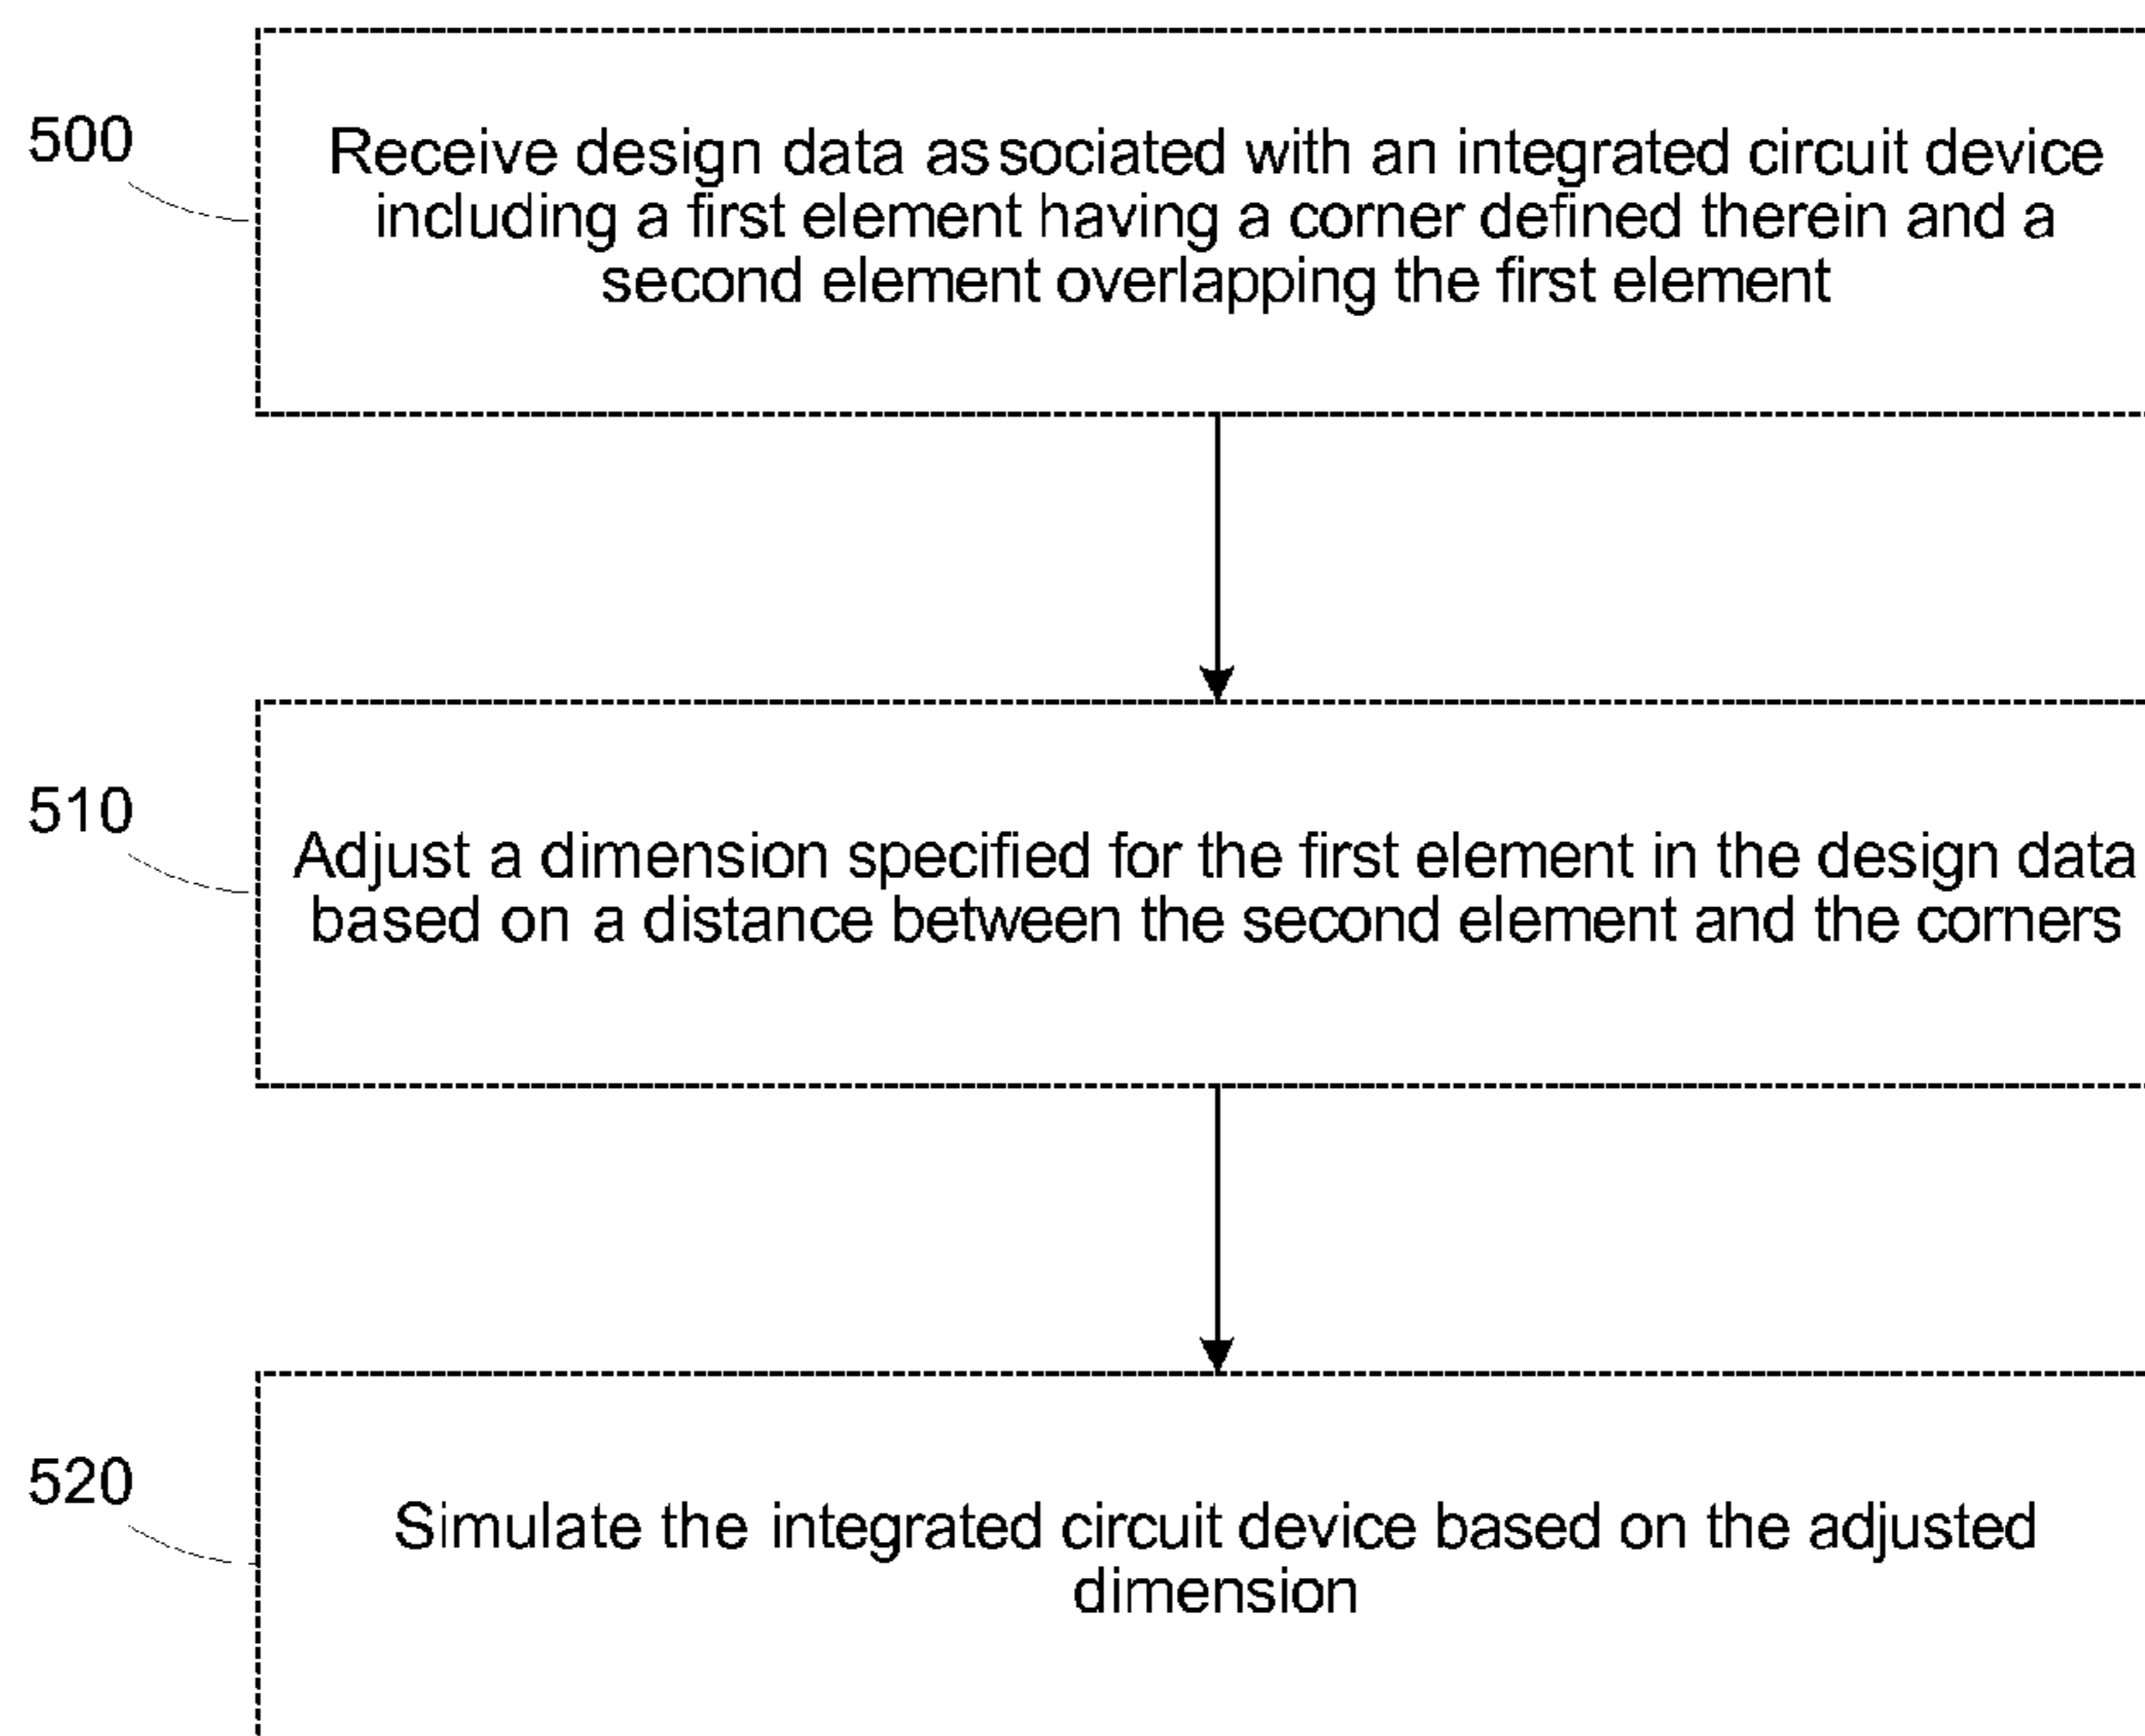 500
Receive design data associated with an integrated circuit device
including a first element having a corner defined therein and a
second element overlapping the first element
510
Adjust a dimension specified for the first element in the design data
based on a distance between the second element and the corners
520
Simulate the integrated circuit device based on the adjusted
dimension